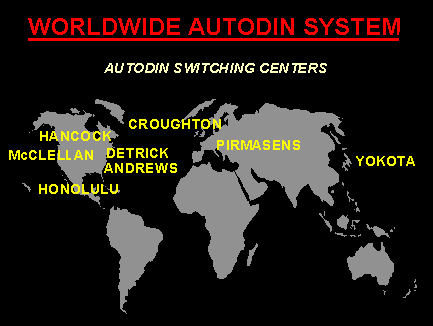 WORLDWIDE AUTODIN SYSTEM
AUTODIN SWITCHING CENTERS
CROUGHTON
HANCOCK
PIRMASENS
McCLELLAN
DETRICK
YOKOTA
ANDREWS
HONOLULU